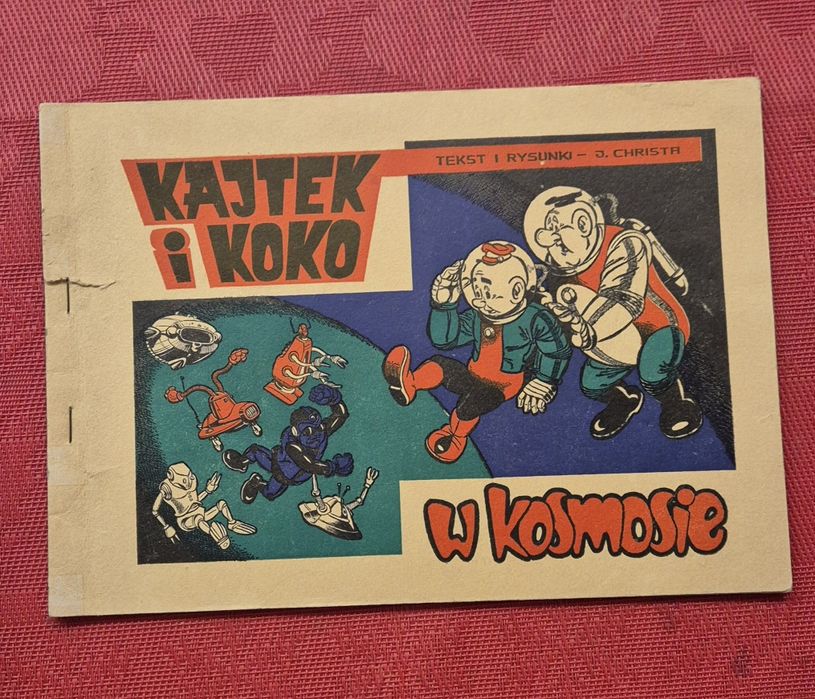 KAJTEK
i KOKO
TEKST I RYSUNKI – J. CHRISTA
w kosmosie